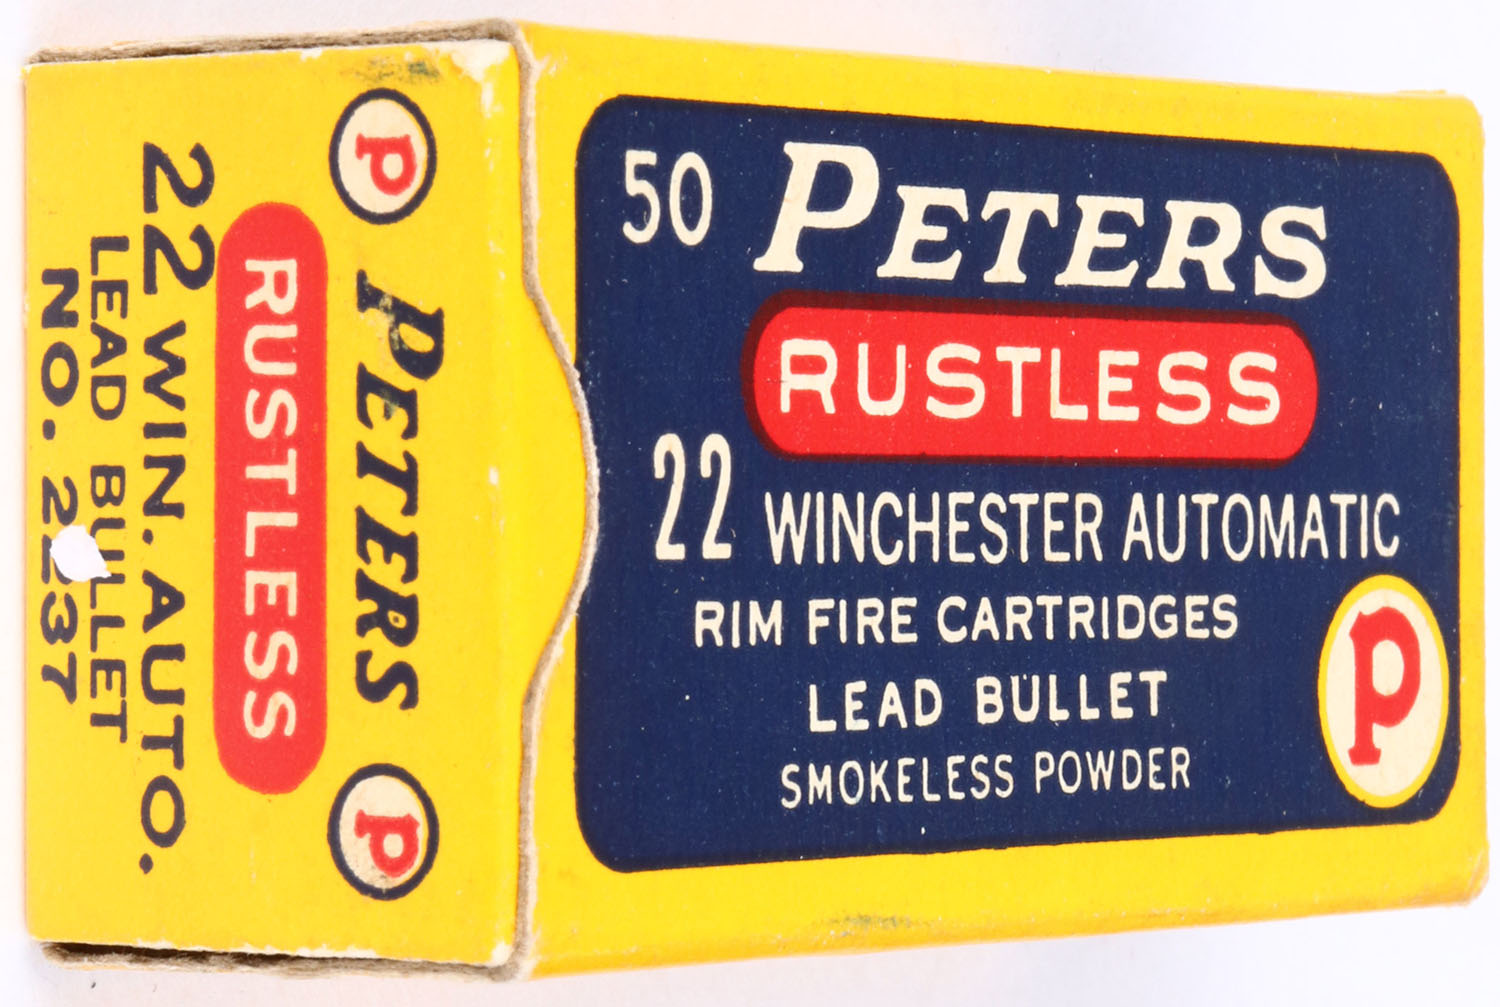 50 PETERS
RUSTLESS
22 WINCHESTER AUTOMATIC
RIM FIRE CARTRIDGES
LEAD BULLET
SMOKELESS POWDER
P
P PETERS P
RUSTLESS
22 WIN. AUTO.
LEAD BULLET
NO. 2237